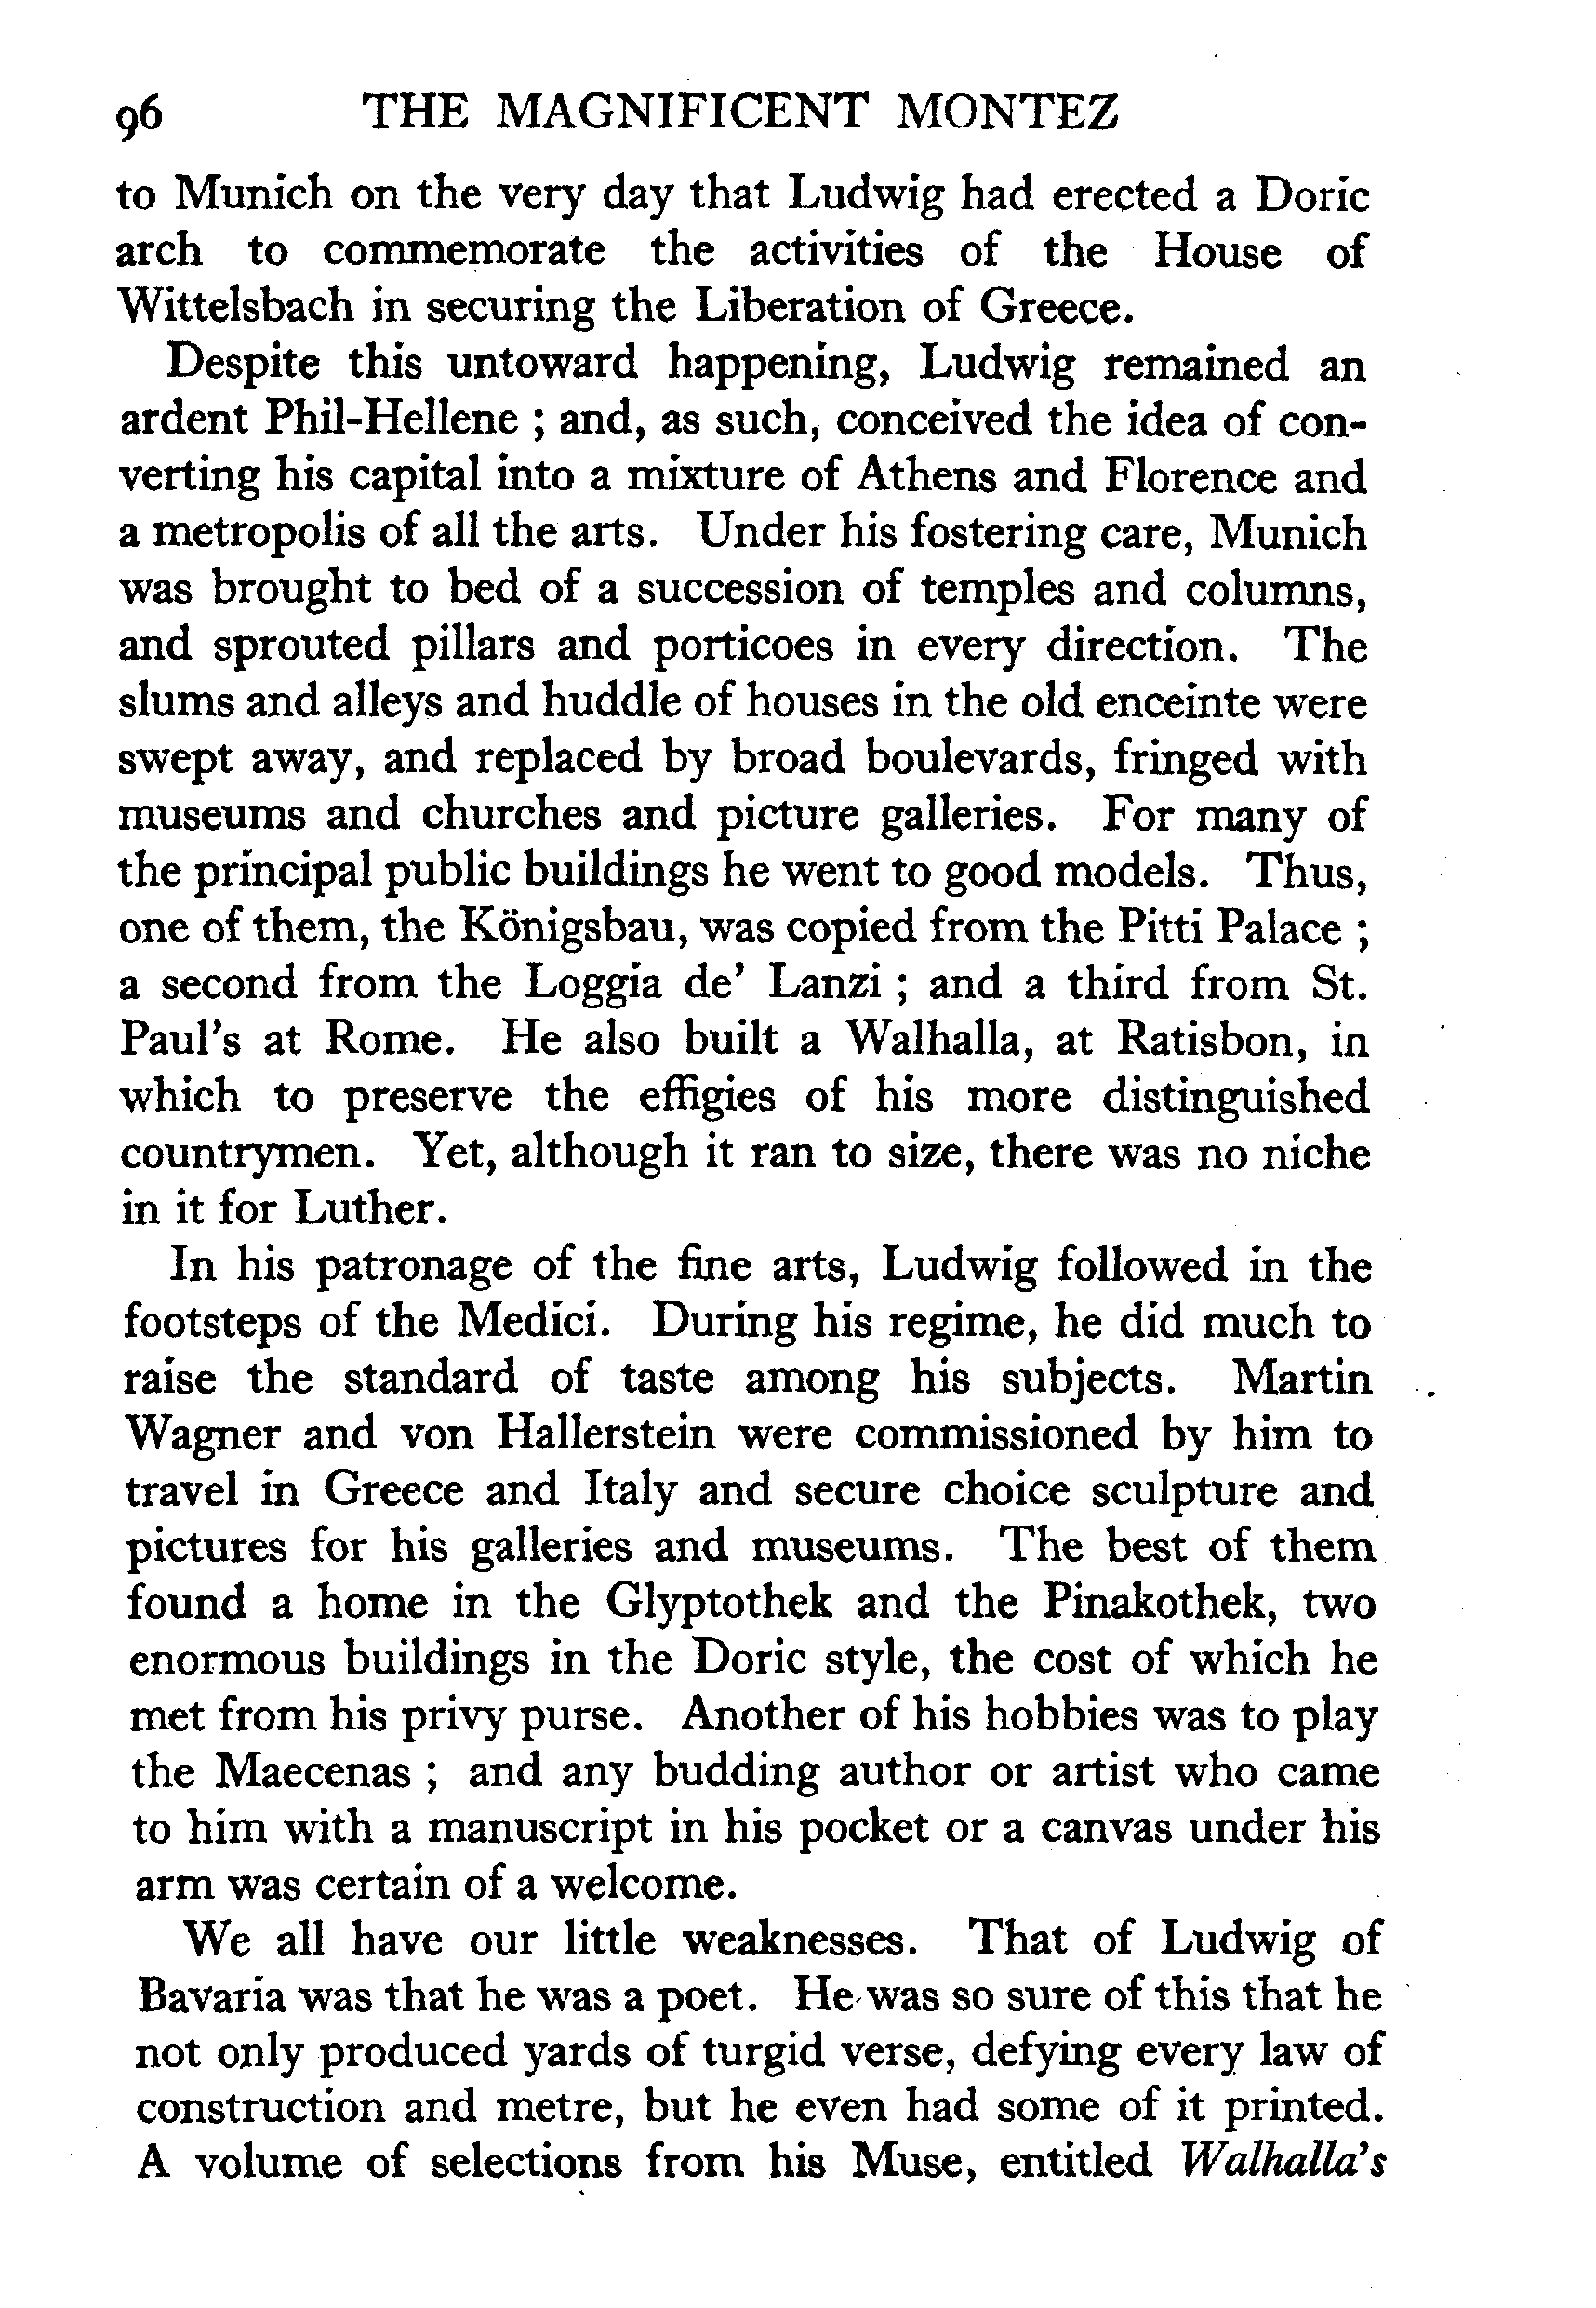 96 THE MAGNIFICENT MONTEZ
to Munich on the very day that Ludwig had erected a Doric
arch to commemorate the activities of the House of
Wittelsbach in securing the Liberation of Greece.
Despite this untoward happening, Ludwig remained an
ardent Phil-Hellene ; and, as such, conceived the idea of con-
verting his capital into a mixture of Athens and Florence and
a metropolis of all the arts. Under his fostering care, Munich
was brought to bed of a succession of temples and columns,
and sprouted pillars and porticoes in every direction. The
slums and alleys and huddle of houses in the old enceinte were
swept away, and replaced by broad boulevards, fringed with
museums and churches and picture galleries. For many of
the principal public buildings he went to good models. Thus,
one of them, the Königsbau, was copied from the Pitti Palace ;
a second from the Loggia de' Lanzi ; and a third from St.
Paul's at Rome. He also built a Walhalla, at Ratisbon, in
which to preserve the effigies of his more distinguished
countrymen. Yet, although it ran to size, there was no niche
in it for Luther.
In his patronage of the fine arts, Ludwig followed in the
footsteps of the Medici. During his regime, he did much to
raise the standard of taste among his subjects. Martin
Wagner and von Hallerstein were commissioned by him to
travel in Greece and Italy and secure choice sculpture and
pictures for his galleries and museums. The best of them
found a home in the Glyptothek and the Pinakothek, two
enormous buildings in the Doric style, the cost of which he
met from his privy purse. Another of his hobbies was to play
the Maecenas ; and any budding author or artist who came
to him with a manuscript in his pocket or a canvas under his
arm was certain of a welcome.
We all have our little weaknesses. That of Ludwig of
Bavaria was that he was a poet. He was so sure of this that he
not only produced yards of turgid verse, defying every law of
construction and metre, but he even had some of it printed.
A volume of selections from his Muse, entitled Walhalla's